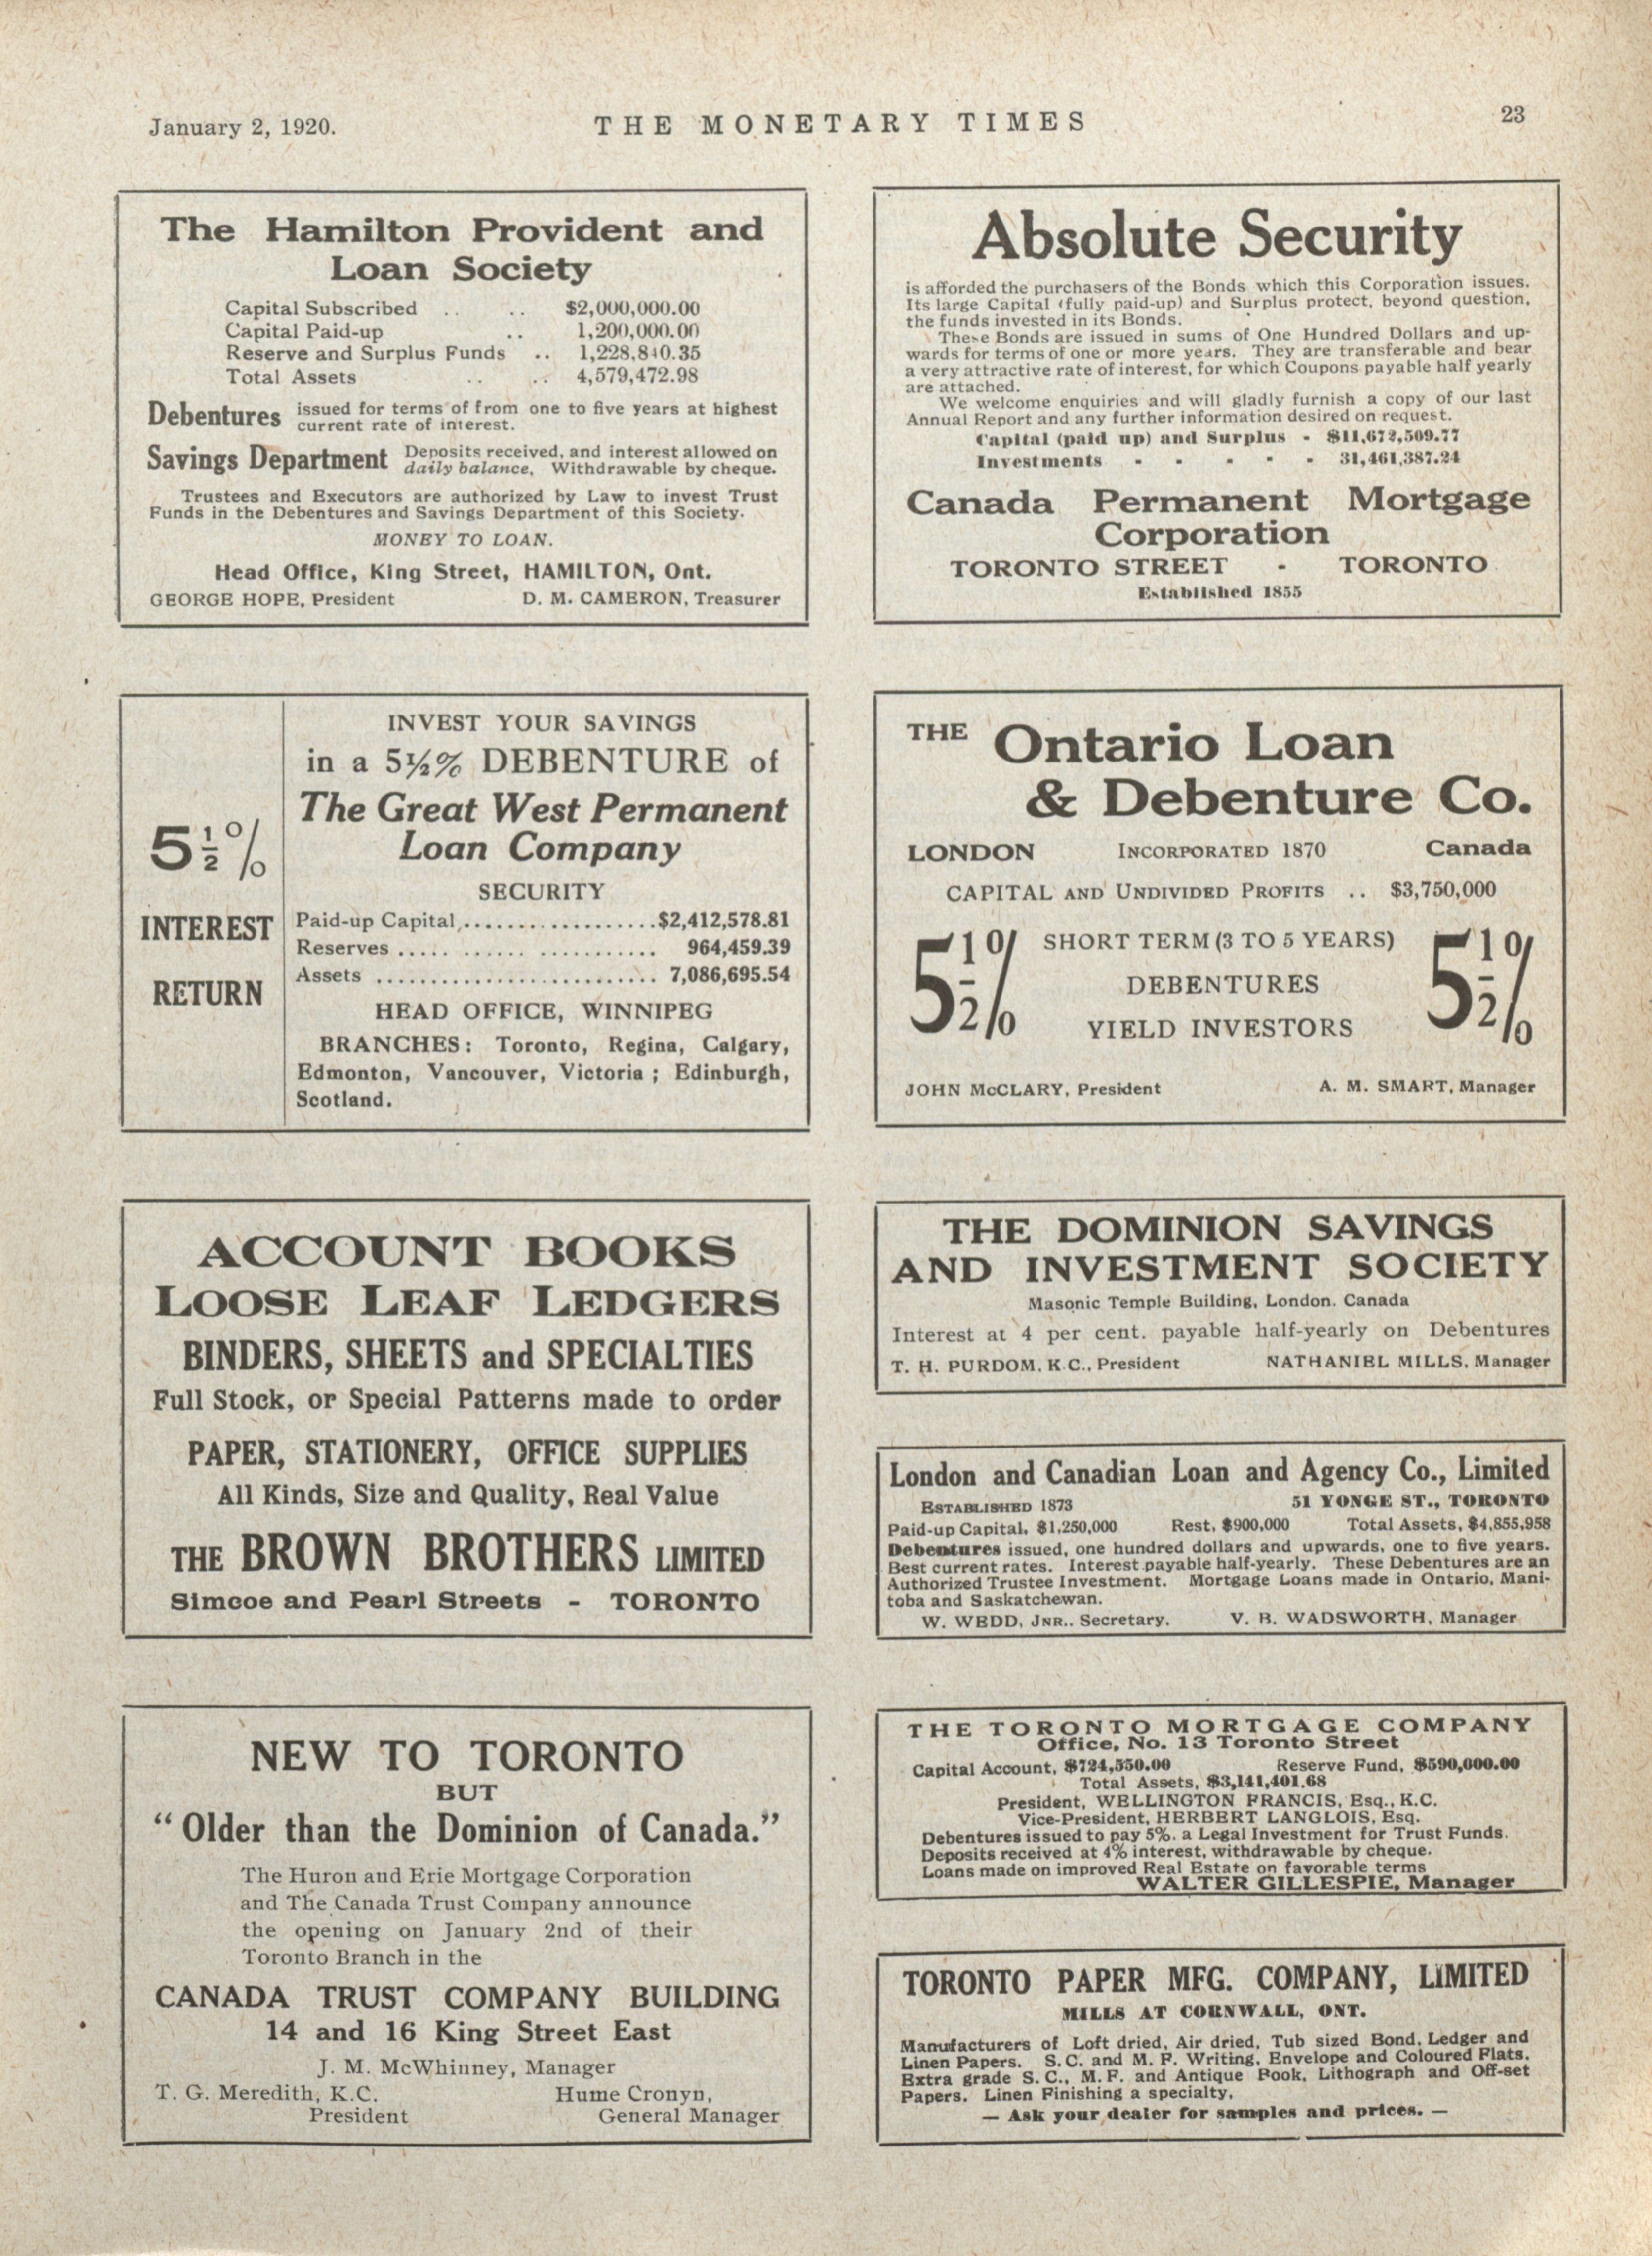 January 2, 1920.
THE MONETARY TIMES
23
The Hamilton Provident and
Loan Society
Capital Subscribed .. .. $2,000,000.00
Capital Paid-up .. 1,200,000.00
Reserve and Surplus Funds .. 1,228,840.35
Total Assets .. .. 4,579,472.98
Debentures issued for terms of from one to five years at highest
current rate of interest.
Savings Department Deposits received, and interest allowed on
daily balance. Withdrawable by cheque.
Trustees and Executors are authorized by Law to invest Trust
Funds in the Debentures and Savings Department of this Society.
MONEY TO LOAN.
Head Office, King Street, HAMILTON, Ont.
GEORGE HOPE, President D. M. CAMERON, Treasurer
INVEST YOUR SAVINGS
in a 5½% DEBENTURE of
The Great West Permanent
Loan Company
SECURITY
Paid-up Capital..................$2,412,578.81
Reserves ..... ...... ........... 964,459.39
Assets .......................... 7,086,695.54
HEAD OFFICE, WINNIPEG
BRANCHES: Toronto, Regina, Calgary,
Edmonton, Vancouver, Victoria; Edinburgh,
Scotland.
5½%
INTEREST
RETURN
ACCOUNT BOOKS
LOOSE LEAF LEDGERS
BINDERS, SHEETS and SPECIALTIES
Full Stock, or Special Patterns made to order
PAPER, STATIONERY, OFFICE SUPPLIES
All Kinds, Size and Quality, Real Value
THE BROWN BROTHERS LIMITED
Simcoe and Pearl Streets - TORONTO
NEW TO TORONTO
BUT
"Older than the Dominion of Canada."
The Huron and Erie Mortgage Corporation
and The Canada Trust Company announce
the opening on January 2nd of their
Toronto Branch in the
CANADA TRUST COMPANY BUILDING
14 and 16 King Street East
J. M. McWhinney, Manager
T. G. Meredith, K.C. Hume Cronyn,
President General Manager
Absolute Security
is afforded the purchasers of the Bonds which this Corporation issues.
Its large Capital (fully paid-up) and Surplus protect, beyond question,
the funds invested in its Bonds.
These Bonds are issued in sums of One Hundred Dollars and up-
wards for terms of one or more years. They are transferable and bear
a very attractive rate of interest, for which Coupons payable half yearly
are attached.
We welcome enquiries and will gladly furnish a copy of our last
Annual Report and any further information desired on request.
Capital (paid up) and Surplus - $11,672,509.77
Investments - - - - - 31,461,387.24
Canada Permanent Mortgage
Corporation
TORONTO STREET - TORONTO
Established 1855
THE Ontario Loan
& Debenture Co.
LONDON INCORPORATED 1870 Canada
CAPITAL AND UNDIVIDED PROFITS .. $3,750,000
5½% SHORT TERM (3 TO 5 YEARS) 5½%
DEBENTURES
YIELD INVESTORS
JOHN McCLARY, President A. M. SMART, Manager
THE DOMINION SAVINGS
AND INVESTMENT SOCIETY
Masonic Temple Building, London, Canada
Interest at 4 per cent. payable half-yearly on Debentures
T. H. PURDOM, K.C., President NATHANIEL MILLS, Manager
London and Canadian Loan and Agency Co., Limited
ESTABLISHED 1873 51 YONGE ST., TORONTO
Paid-up Capital, $1,250,000 Rest, $900,000 Total Assets, $4,855,958
Debentures issued, one hundred dollars and upwards, one to five years.
Best current rates. Interest payable half-yearly. These Debentures are an
Authorized Trustee Investment. Mortgage Loans made in Ontario, Mani-
toba and Saskatchewan.
W. WEDD, JNR., Secretary. V. B. WADSWORTH, Manager
THE TORONTO MORTGAGE COMPANY
Office, No. 13 Toronto Street
Capital Account, $724,550.00 Reserve Fund, $590,000.00
Total Assets, $3,141,401.68
President, WELLINGTON FRANCIS, Esq., K.C.
Vice-President, HERBERT LANGLOIS, Esq.
Debentures issued to pay 5%, a Legal Investment for Trust Funds.
Deposits received at 4% interest, withdrawable by cheque.
Loans made on improved Real Estate on favorable terms
WALTER GILLESPIE, Manager
TORONTO PAPER MFG. COMPANY, LIMITED
MILLS AT CORNWALL, ONT.
Manufacturers of Loft dried, Air dried, Tub sized Bond, Ledger and
Linen Papers. S. C. and M. F. Writing, Envelope and Coloured Flats.
Extra grade S. C., M. F. and Antique Book, Lithograph and Off-set
Papers. Linen Finishing a specialty.
— Ask your dealer for samples and prices. —